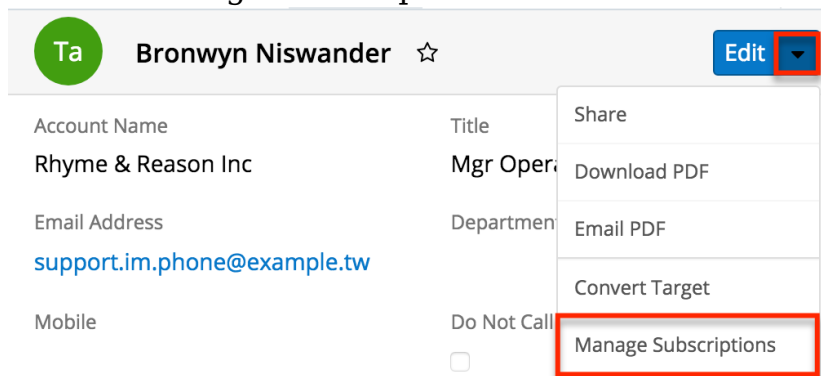 Ta
Bronwyn Niswander
Edit
Account Name
Title
Share
Rhyme & Reason Inc
Mgr Opera
Download PDF
Email Address
Departmen
Email PDF
support.im.phone@example.tw
Convert Target
Mobile
Do Not Call
Manage Subscriptions